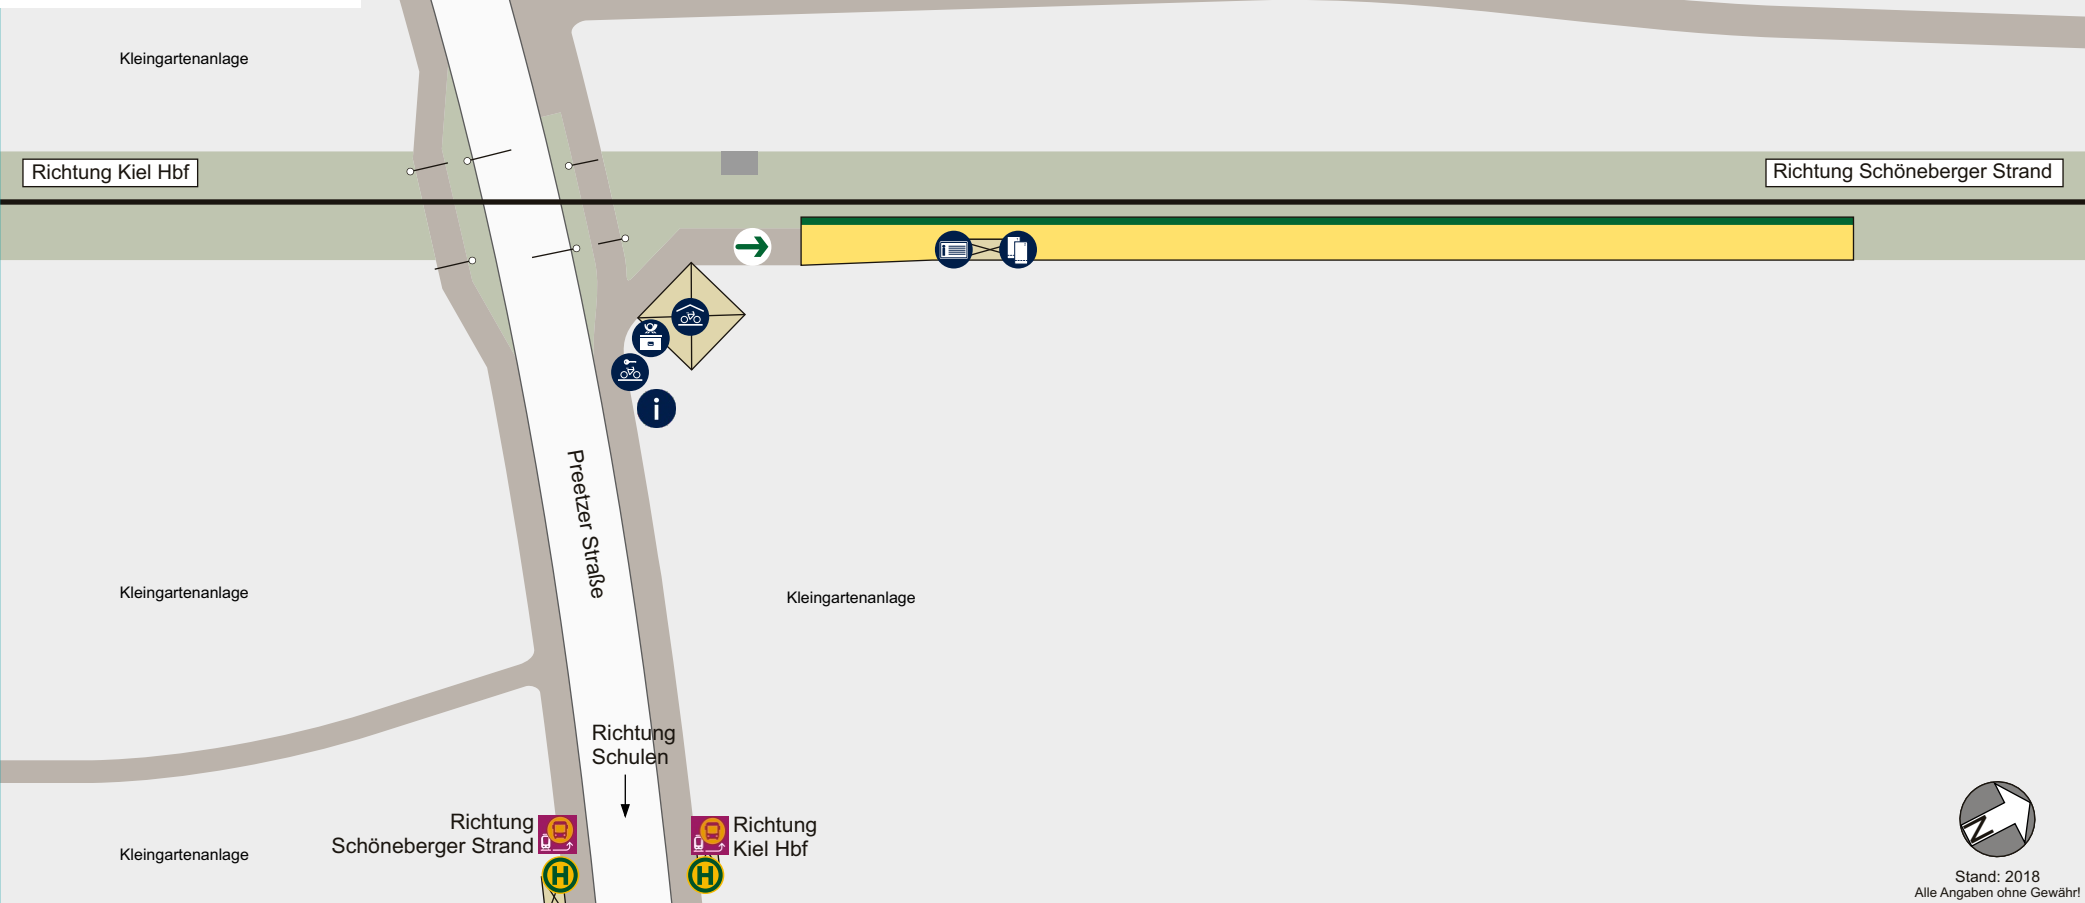 Kleingartenanlage
Richtung Kiel Hbf
Richtung Schöneberger Strand
i
Preetzer Straße
Kleingartenanlage
Kleingartenanlage
Richtung
Schulen
Richtung
Schöneberger Strand
Richtung
Kiel Hbf
H
H
Kleingartenanlage
N
Stand: 2018
Alle Angaben ohne Gewähr!